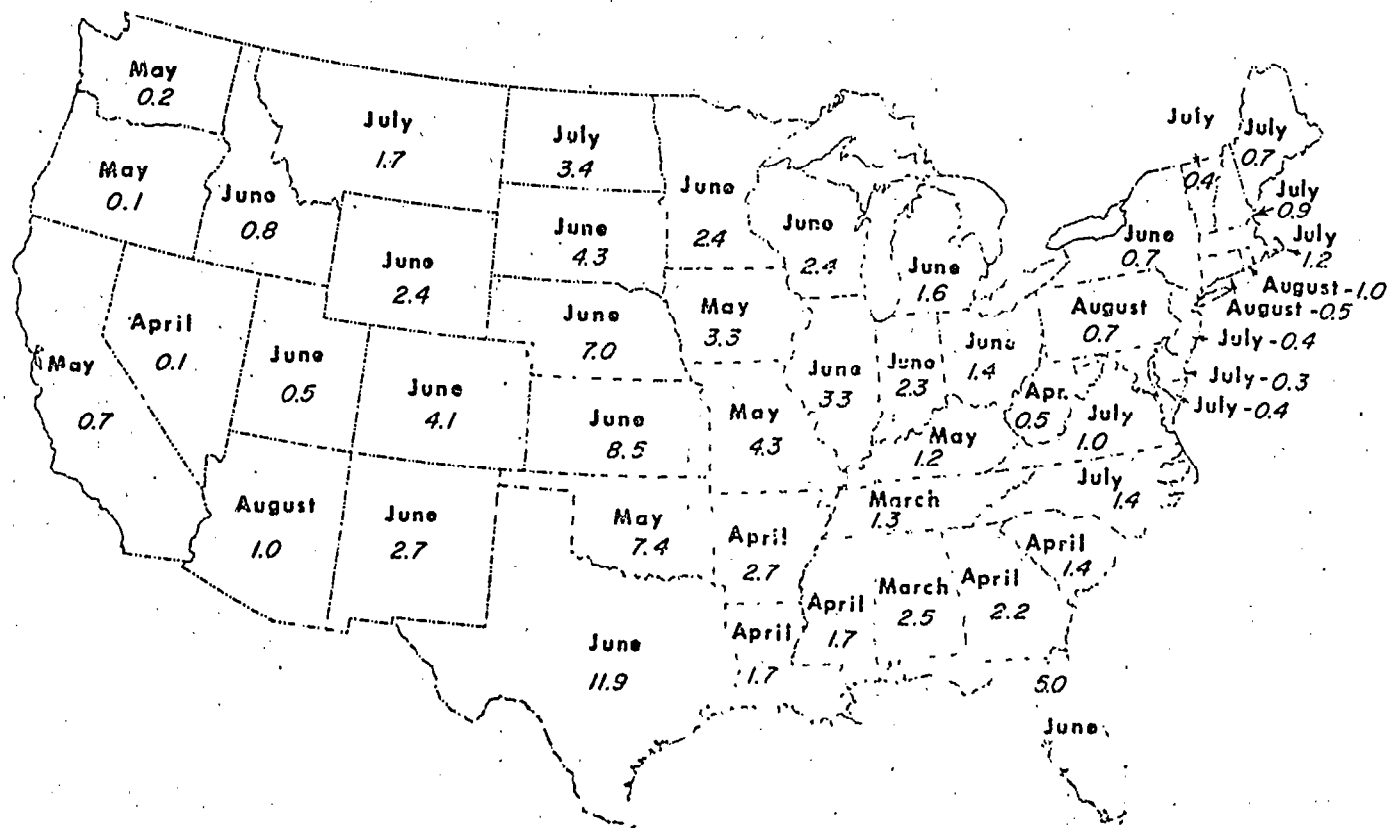 May
0.2
July
1.7
July
3.4
July
July
0.7
0.4
May
0.1
June
0.8
June
4.3
June
2.4
June
2.4
July
0.9
June
0.7
July
1.2
June
2.4
June
1.6
August-1.0
August-0.5
April
0.1
June
7.0
May
3.3
August
0.7
July-0.4
May
0.7
June
0.5
June
4.1
June
3.3
June
2.3
June
1.4
July-0.3
July-0.4
June
8.5
May
4.3
Apr.
0.5
July
1.0
May
1.2
August
1.0
June
2.7
May
7.4
March
1.3
July
1.4
April
2.7
April
1.4
April
1.7
March
2.5
April
2.2
June
11.9
April
1.7
5.0
June